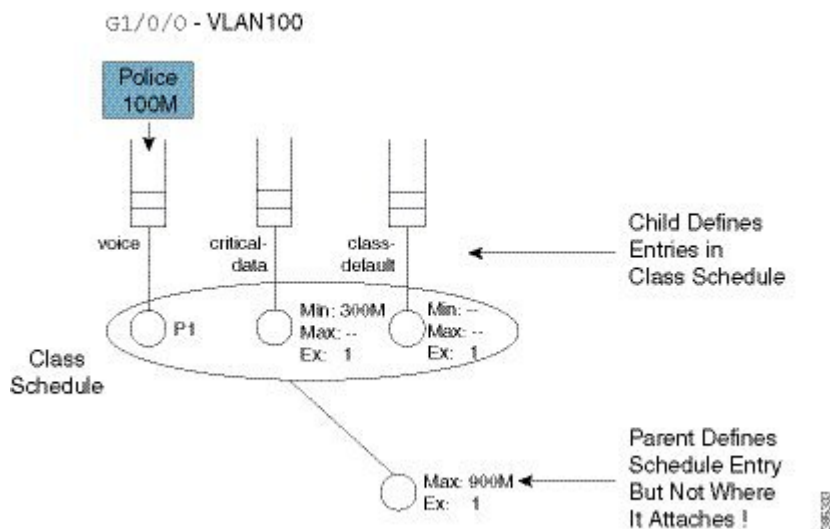 G1/0/0 - VLAN100
Police
100M
voice
critical-
data
class-
default
Child Defines
Entries in
Class Schedule
P1
Min: 300M
Max: --
Ex: 1
Min: --
Max: --
Ex: 1
Class
Schedule
Max: 900M
Ex: 1
Parent Defines
Schedule Entry
But Not Where
It Attaches !